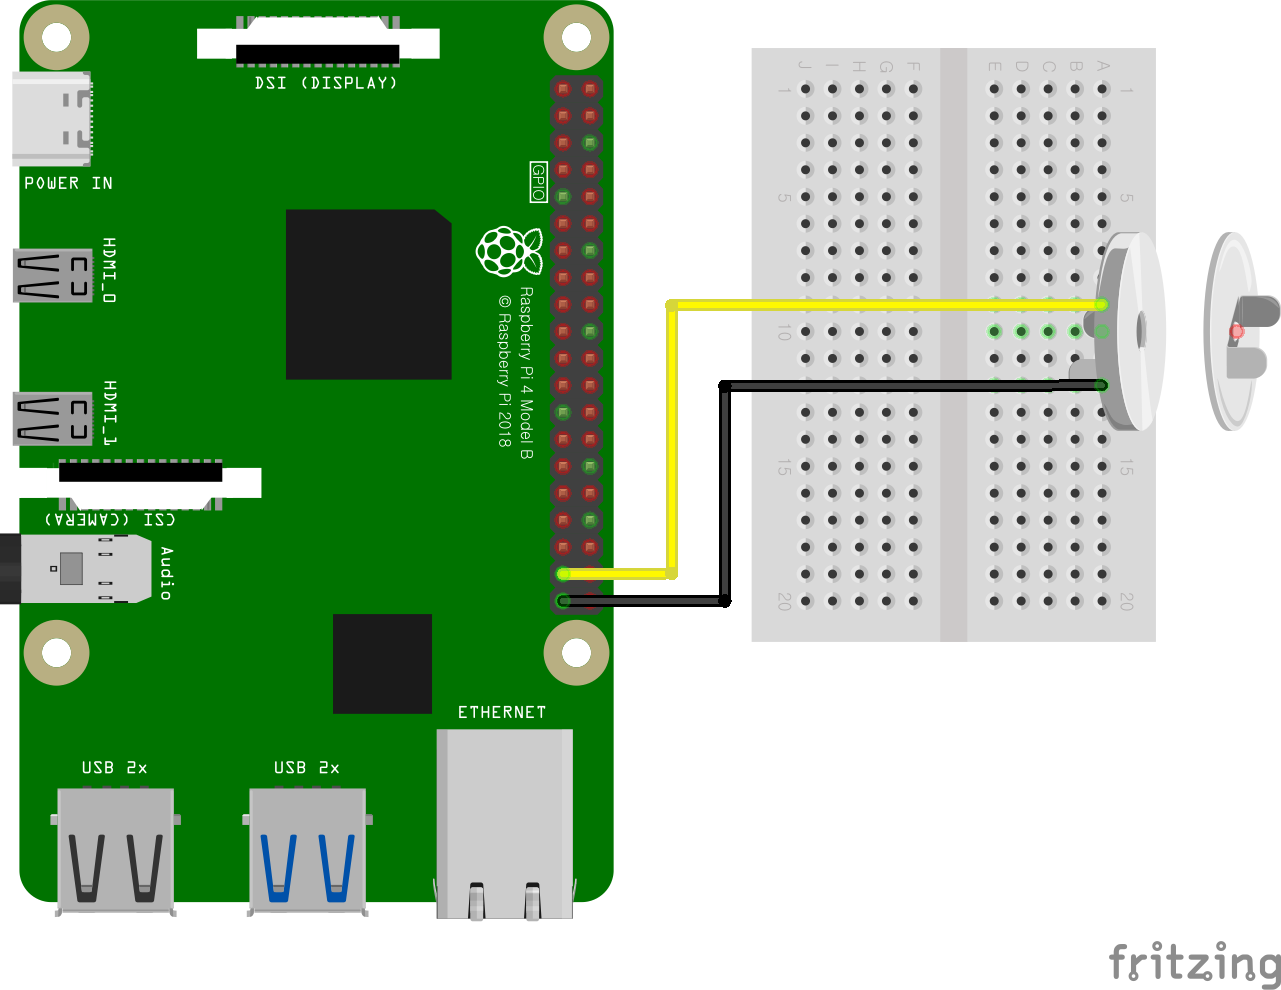 DSI (DISPLAY)
POWER IN
GPIO
HDMI_0
Raspberry Pi 4 Model B
© Raspberry Pi 2018
HDMI_1
CSI (CAMERA)
Audio
ETHERNET
USB 2x
USB 2x
J I H G F E D C B A
1 1
5 5
10
15 15
20 20
fritzing